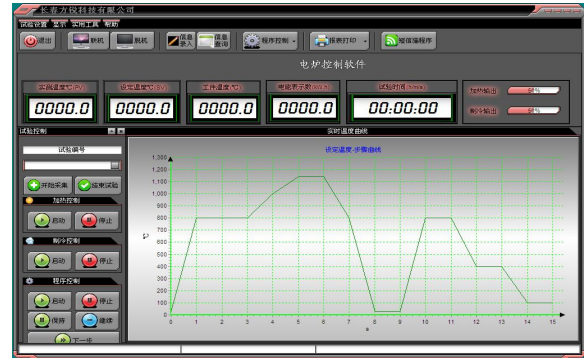 长春方锐科技有限公司
试验设置 显示 实用工具 帮助
退出 联机 脱机 信息录入 信息查询 程序控制 报表打印 短信编程序
电炉控制软件
实测温度℃(PV) 设定温度℃(SV) 工件温度(℃) 试验时间(h/m/s) 加热输出
0000.0 0000.0 0000.0 0000.0 00:00:00
制冷输出
试验控制 实时温度曲线
试验编号
设定温度-步骤曲线
开始采集 结束试验
加热控制
启动 停止
制冷控制
启动 停止
程序控制
启动 停止
保持 继续
下一步
1,300
1,200
1,100
1,000
900
800
700
600
500
400
300
200
100
0
℃
0 1 2 3 4 5 6 7 8 9 10 11 12 13 14 15